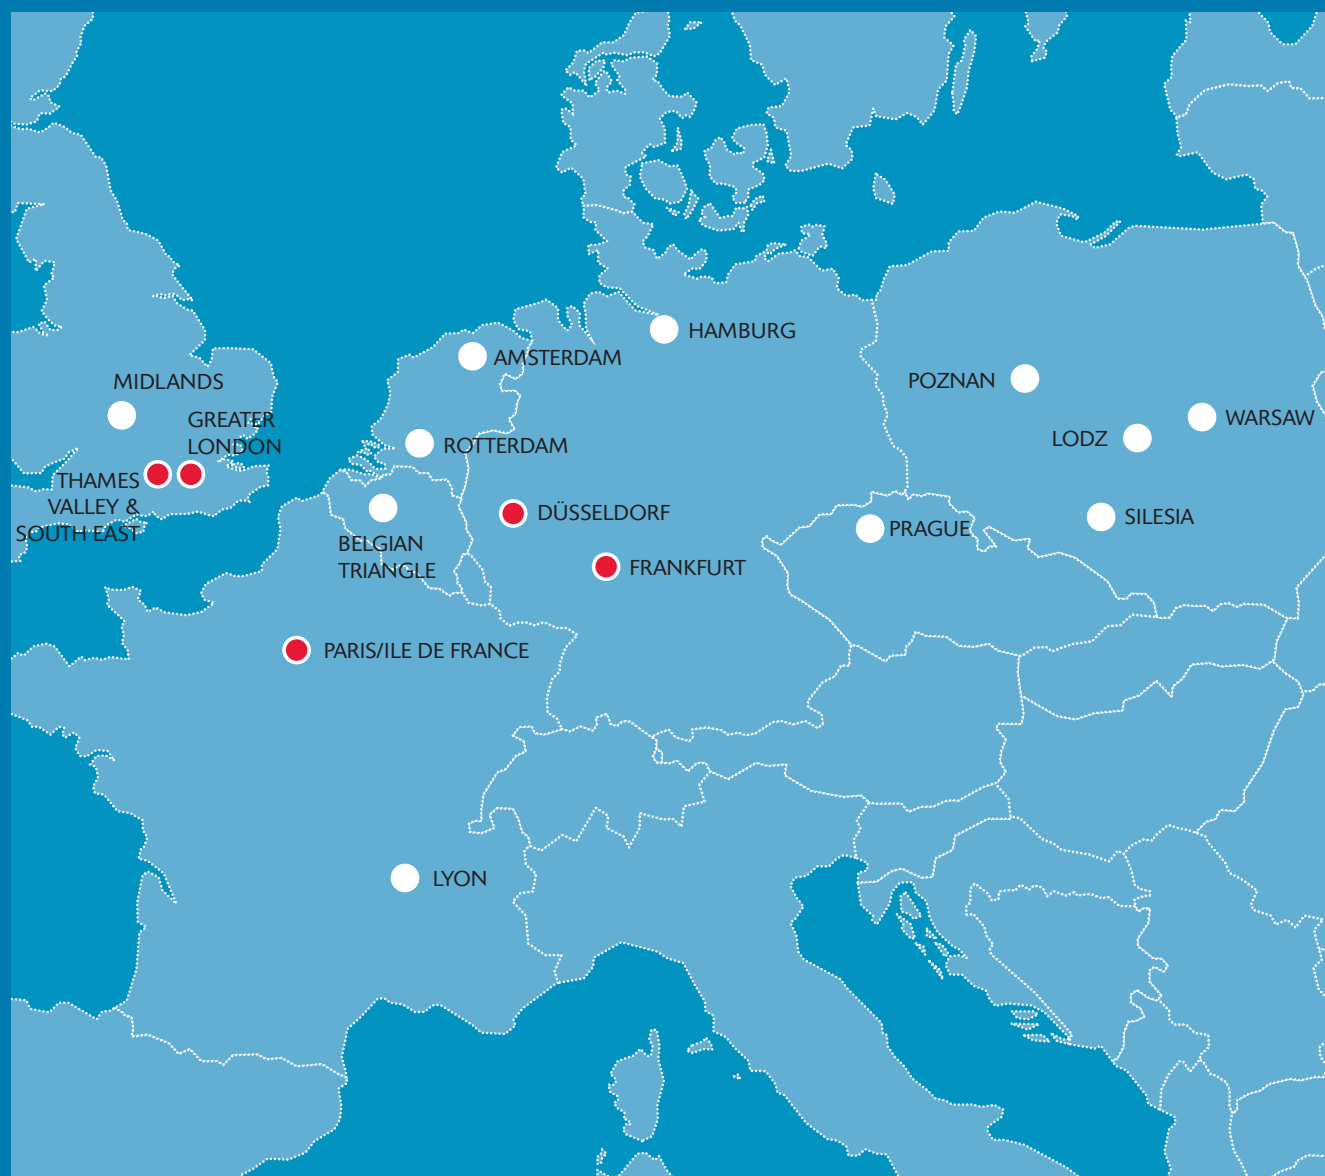 HAMBURG
AMSTERDAM
MIDLANDS
POZNAN
GREATER
LONDON
WARSAW
LODZ
ROTTERDAM
THAMES
VALLEY &
SOUTH EAST
DÜSSELDORF
SILESIA
PRAGUE
BELGIAN
TRIANGLE
FRANKFURT
PARIS/ILE DE FRANCE
LYON